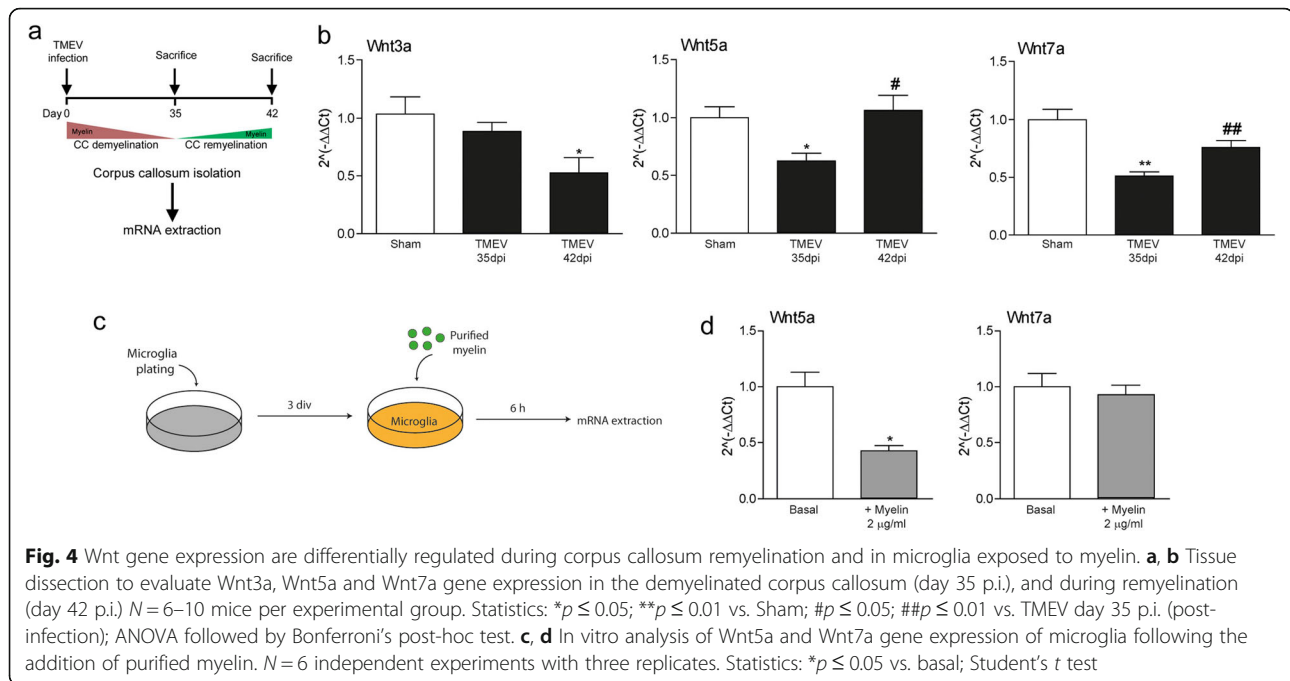 a
TMEV
infection
Sacrifice
Sacrifice
Day 0
35
42
Myelin
Myelin
CC demyelination
CC remyelination
Corpus callosum isolation
mRNA extraction
b
Wnt3a
2^(-ΔΔCt)
1.5
1.0
0.5
0.0
*
Sham
TMEV
35dpi
TMEV
42dpi
Wnt5a
2^(-ΔΔCt)
1.5
1.0
0.5
0.0
*
#
Sham
TMEV
35dpi
TMEV
42dpi
Wnt7a
2^(-ΔΔCt)
1.5
1.0
0.5
0.0
**
##
Sham
TMEV
35dpi
TMEV
42dpi
c
Microglia
plating
3 div
Purified
myelin
Microglia
6 h
mRNA extraction
d
Wnt5a
2^(-ΔΔCt)
1.5
1.0
0.5
0.0
*
Basal
+ Myelin
2 µg/ml
Wnt7a
2^(-ΔΔCt)
1.5
1.0
0.5
0.0
Basal
+ Myelin
2 µg/ml
Fig. 4 Wnt gene expression are differentially regulated during corpus callosum remyelination and in microglia exposed to myelin. a, b Tissue
dissection to evaluate Wnt3a, Wnt5a and Wnt7a gene expression in the demyelinated corpus callosum (day 35 p.i.), and during remyelination
(day 42 p.i.) N = 6–10 mice per experimental group. Statistics: *p ≤ 0.05; **p ≤ 0.01 vs. Sham; #p ≤ 0.05; ##p ≤ 0.01 vs. TMEV day 35 p.i. (post-
infection); ANOVA followed by Bonferroni's post-hoc test. c, d In vitro analysis of Wnt5a and Wnt7a gene expression of microglia following the
addition of purified myelin. N = 6 independent experiments with three replicates. Statistics: *p ≤ 0.05 vs. basal; Student's t test